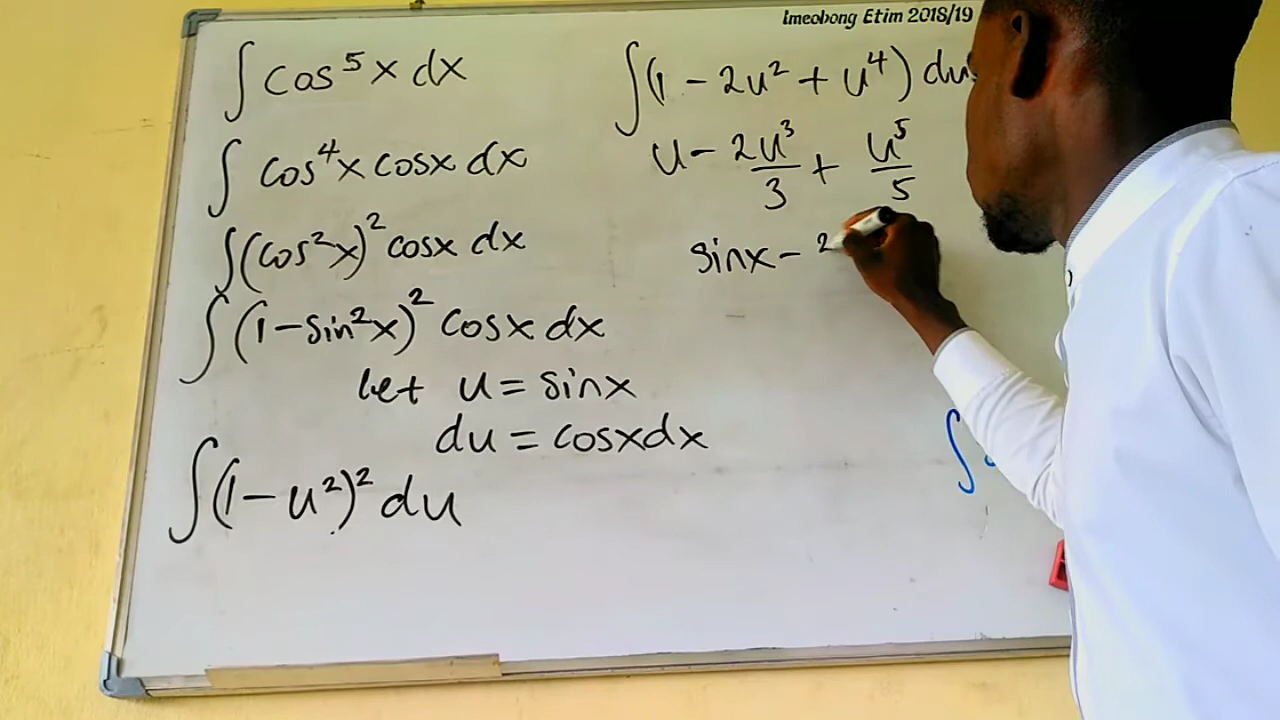 ∫ cos⁵x dx
∫ cos⁴x cosx dx
∫(cos²x)² cosx dx
∫(1-sin²x)² cosx dx
let u = sinx
du = cosxdx
∫(1-u²)² du
Imeobong Etim 2018/19
∫(1 - 2u² + u⁴) du
u - 2u³/3 + u⁵/5
sinx - 2
∫